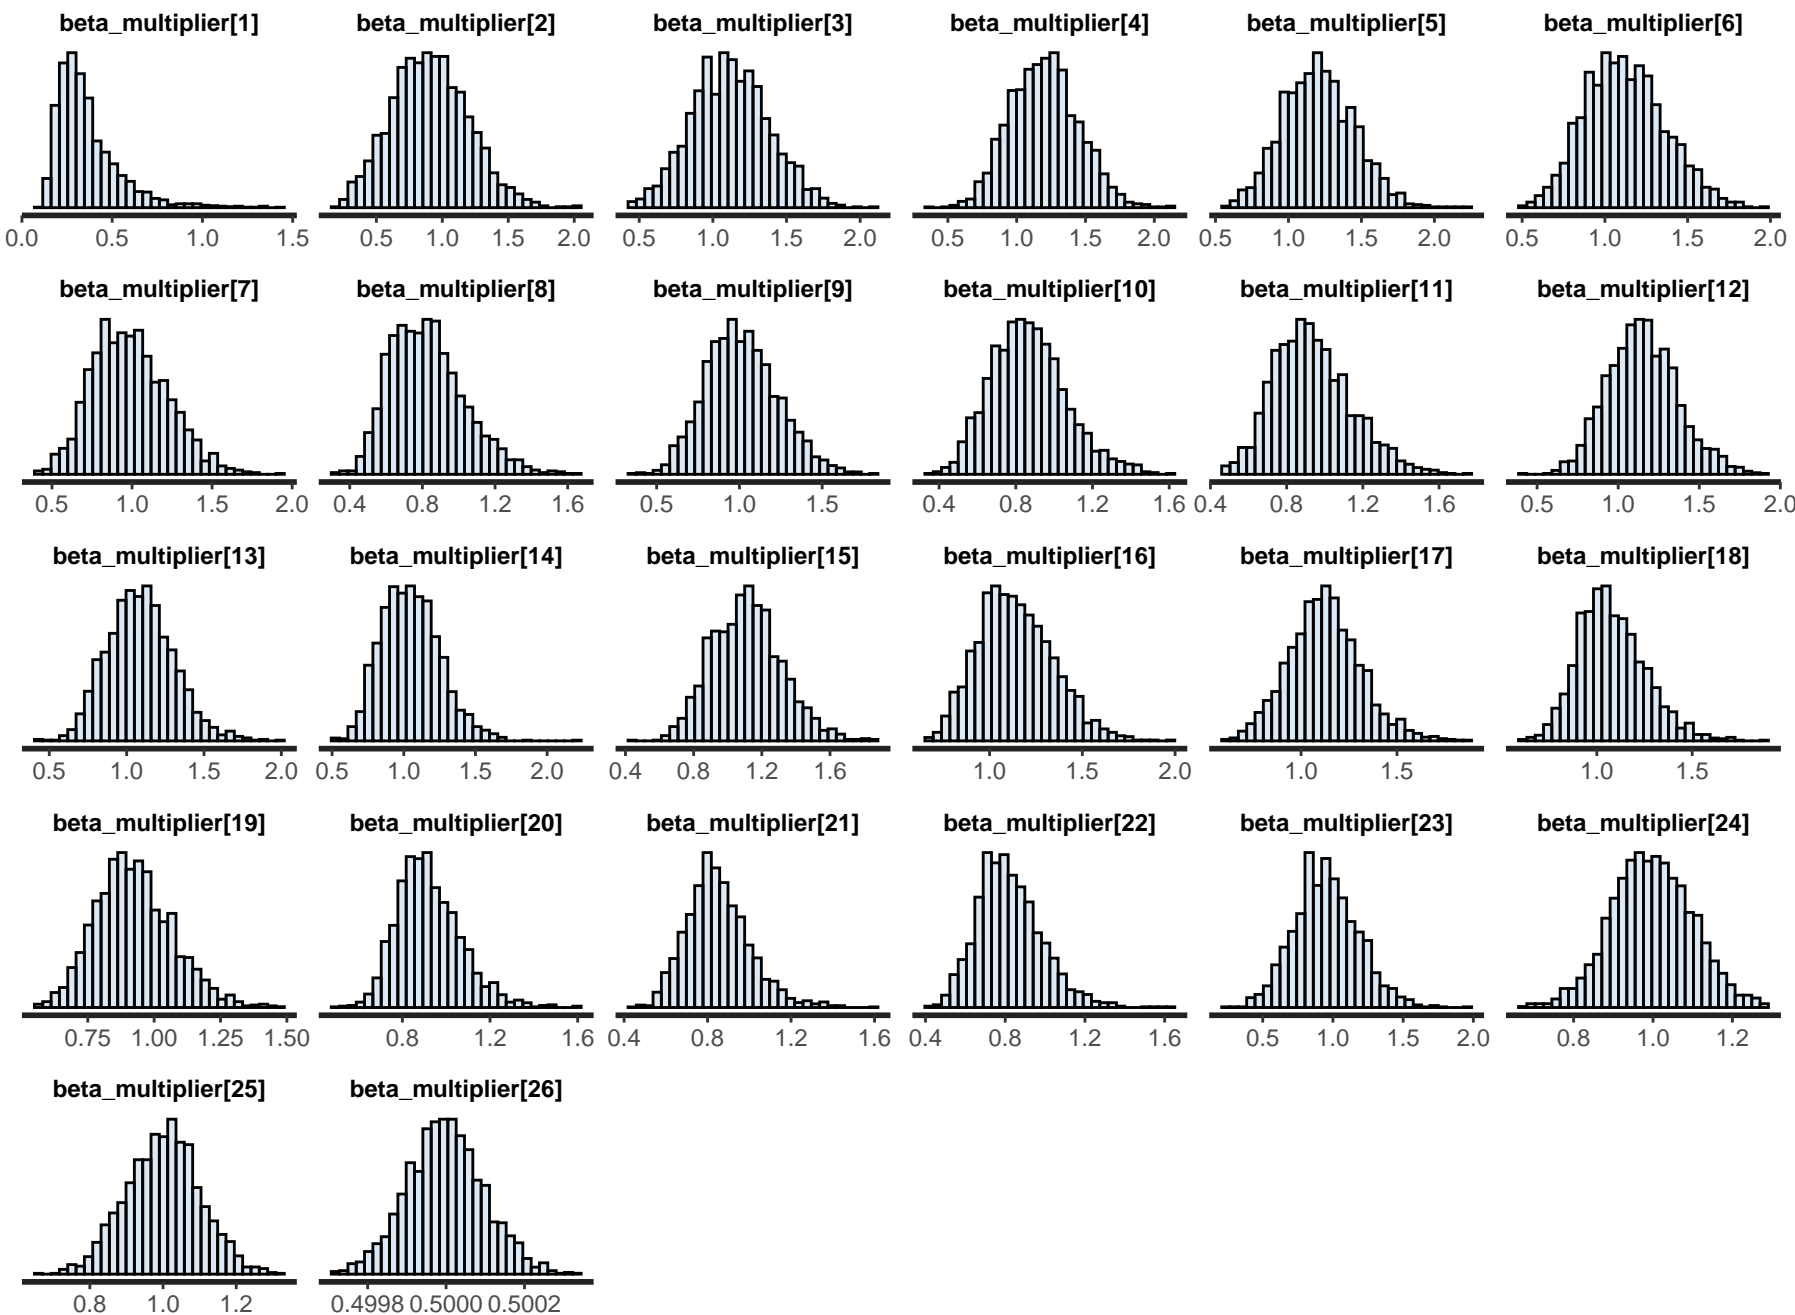 beta_multiplier[1] beta_multiplier[2] beta_multiplier[3] beta_multiplier[4] beta_multiplier[5] beta_multiplier[6]
0.0 0.5 1.0 1.5 0.5 1.0 1.5 2.0 0.5 1.0 1.5 2.0 0.5 1.0 1.5 2.0 0.5 1.0 1.5 2.0 0.5 1.0 1.5 2.0
beta_multiplier[7] beta_multiplier[8] beta_multiplier[9] beta_multiplier[10] beta_multiplier[11] beta_multiplier[12]
0.5 1.0 1.5 2.0 0.4 0.8 1.2 1.6 0.5 1.0 1.5 0.4 0.8 1.2 1.6 0.4 0.8 1.2 1.6 0.5 1.0 1.5 2.0
beta_multiplier[13] beta_multiplier[14] beta_multiplier[15] beta_multiplier[16] beta_multiplier[17] beta_multiplier[18]
0.5 1.0 1.5 2.0 0.5 1.0 1.5 2.0 0.4 0.8 1.2 1.6 1.0 1.5 2.0 1.0 1.5 1.0 1.5
beta_multiplier[19] beta_multiplier[20] beta_multiplier[21] beta_multiplier[22] beta_multiplier[23] beta_multiplier[24]
0.75 1.00 1.25 1.50 0.8 1.2 1.6 0.4 0.8 1.2 1.6 0.4 0.8 1.2 1.6 0.5 1.0 1.5 2.0 0.8 1.0 1.2
beta_multiplier[25] beta_multiplier[26]
0.8 1.0 1.2 0.4998 0.5000 0.5002